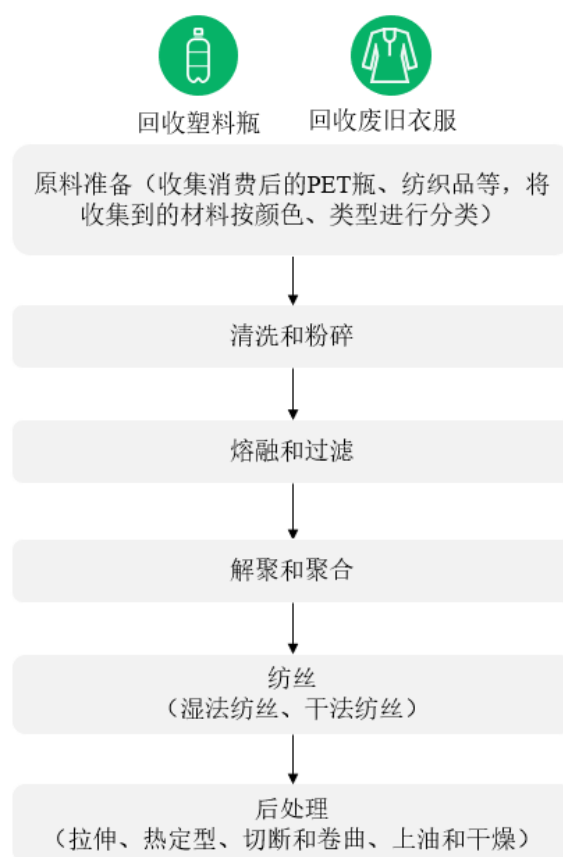 回收塑料瓶
回收废旧衣服
原料准备（收集消费后的PET瓶、纺织品等，将
收集到的材料按颜色、类型进行分类）
清洗和粉碎
熔融和过滤
解聚和聚合
纺丝
（湿法纺丝、干法纺丝）
后处理
（拉伸、热定型、切断和卷曲、上油和干燥）